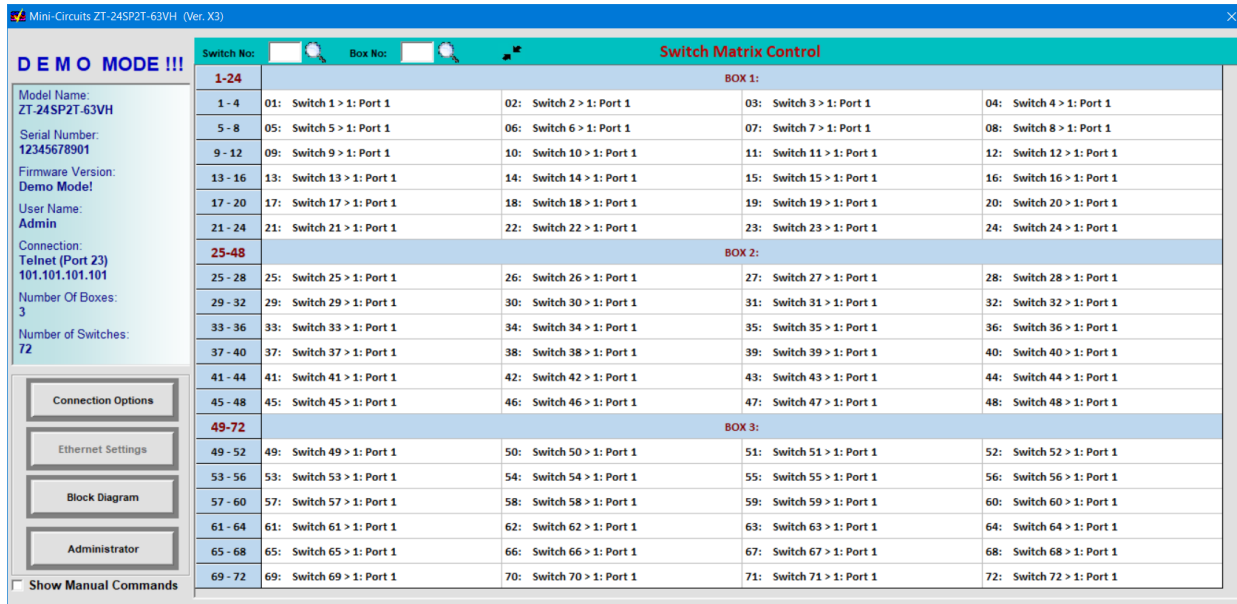 Mini-Circuits ZT-24SP2T-63VH (Ver. X3)
D E M O MODE !!!
Model Name:
ZT-24SP2T-63VH
Serial Number:
12345678901
Firmware Version:
Demo Mode!
User Name:
Admin
Connection:
Telnet (Port 23)
101.101.101.101
Number Of Boxes:
3
Number of Switches:
72
Connection Options
Ethernet Settings
Block Diagram
Administrator
Show Manual Commands
Switch No: Box No: Switch Matrix Control
1-24 BOX 1:
1 - 4 01: Switch 1 > 1: Port 1 02: Switch 2 > 1: Port 1 03: Switch 3 > 1: Port 1 04: Switch 4 > 1: Port 1
5 - 8 05: Switch 5 > 1: Port 1 06: Switch 6 > 1: Port 1 07: Switch 7 > 1: Port 1 08: Switch 8 > 1: Port 1
9 - 12 09: Switch 9 > 1: Port 1 10: Switch 10 > 1: Port 1 11: Switch 11 > 1: Port 1 12: Switch 12 > 1: Port 1
13 - 16 13: Switch 13 > 1: Port 1 14: Switch 14 > 1: Port 1 15: Switch 15 > 1: Port 1 16: Switch 16 > 1: Port 1
17 - 20 17: Switch 17 > 1: Port 1 18: Switch 18 > 1: Port 1 19: Switch 19 > 1: Port 1 20: Switch 20 > 1: Port 1
21 - 24 21: Switch 21 > 1: Port 1 22: Switch 22 > 1: Port 1 23: Switch 23 > 1: Port 1 24: Switch 24 > 1: Port 1
25-48 BOX 2:
25 - 28 25: Switch 25 > 1: Port 1 26: Switch 26 > 1: Port 1 27: Switch 27 > 1: Port 1 28: Switch 28 > 1: Port 1
29 - 32 29: Switch 29 > 1: Port 1 30: Switch 30 > 1: Port 1 31: Switch 31 > 1: Port 1 32: Switch 32 > 1: Port 1
33 - 36 33: Switch 33 > 1: Port 1 34: Switch 34 > 1: Port 1 35: Switch 35 > 1: Port 1 36: Switch 36 > 1: Port 1
37 - 40 37: Switch 37 > 1: Port 1 38: Switch 38 > 1: Port 1 39: Switch 39 > 1: Port 1 40: Switch 40 > 1: Port 1
41 - 44 41: Switch 41 > 1: Port 1 42: Switch 42 > 1: Port 1 43: Switch 43 > 1: Port 1 44: Switch 44 > 1: Port 1
45 - 48 45: Switch 45 > 1: Port 1 46: Switch 46 > 1: Port 1 47: Switch 47 > 1: Port 1 48: Switch 48 > 1: Port 1
49-72 BOX 3:
49 - 52 49: Switch 49 > 1: Port 1 50: Switch 50 > 1: Port 1 51: Switch 51 > 1: Port 1 52: Switch 52 > 1: Port 1
53 - 56 53: Switch 53 > 1: Port 1 54: Switch 54 > 1: Port 1 55: Switch 55 > 1: Port 1 56: Switch 56 > 1: Port 1
57 - 60 57: Switch 57 > 1: Port 1 58: Switch 58 > 1: Port 1 59: Switch 59 > 1: Port 1 60: Switch 60 > 1: Port 1
61 - 64 61: Switch 61 > 1: Port 1 62: Switch 62 > 1: Port 1 63: Switch 63 > 1: Port 1 64: Switch 64 > 1: Port 1
65 - 68 65: Switch 65 > 1: Port 1 66: Switch 66 > 1: Port 1 67: Switch 67 > 1: Port 1 68: Switch 68 > 1: Port 1
69 - 72 69: Switch 69 > 1: Port 1 70: Switch 70 > 1: Port 1 71: Switch 71 > 1: Port 1 72: Switch 72 > 1: Port 1